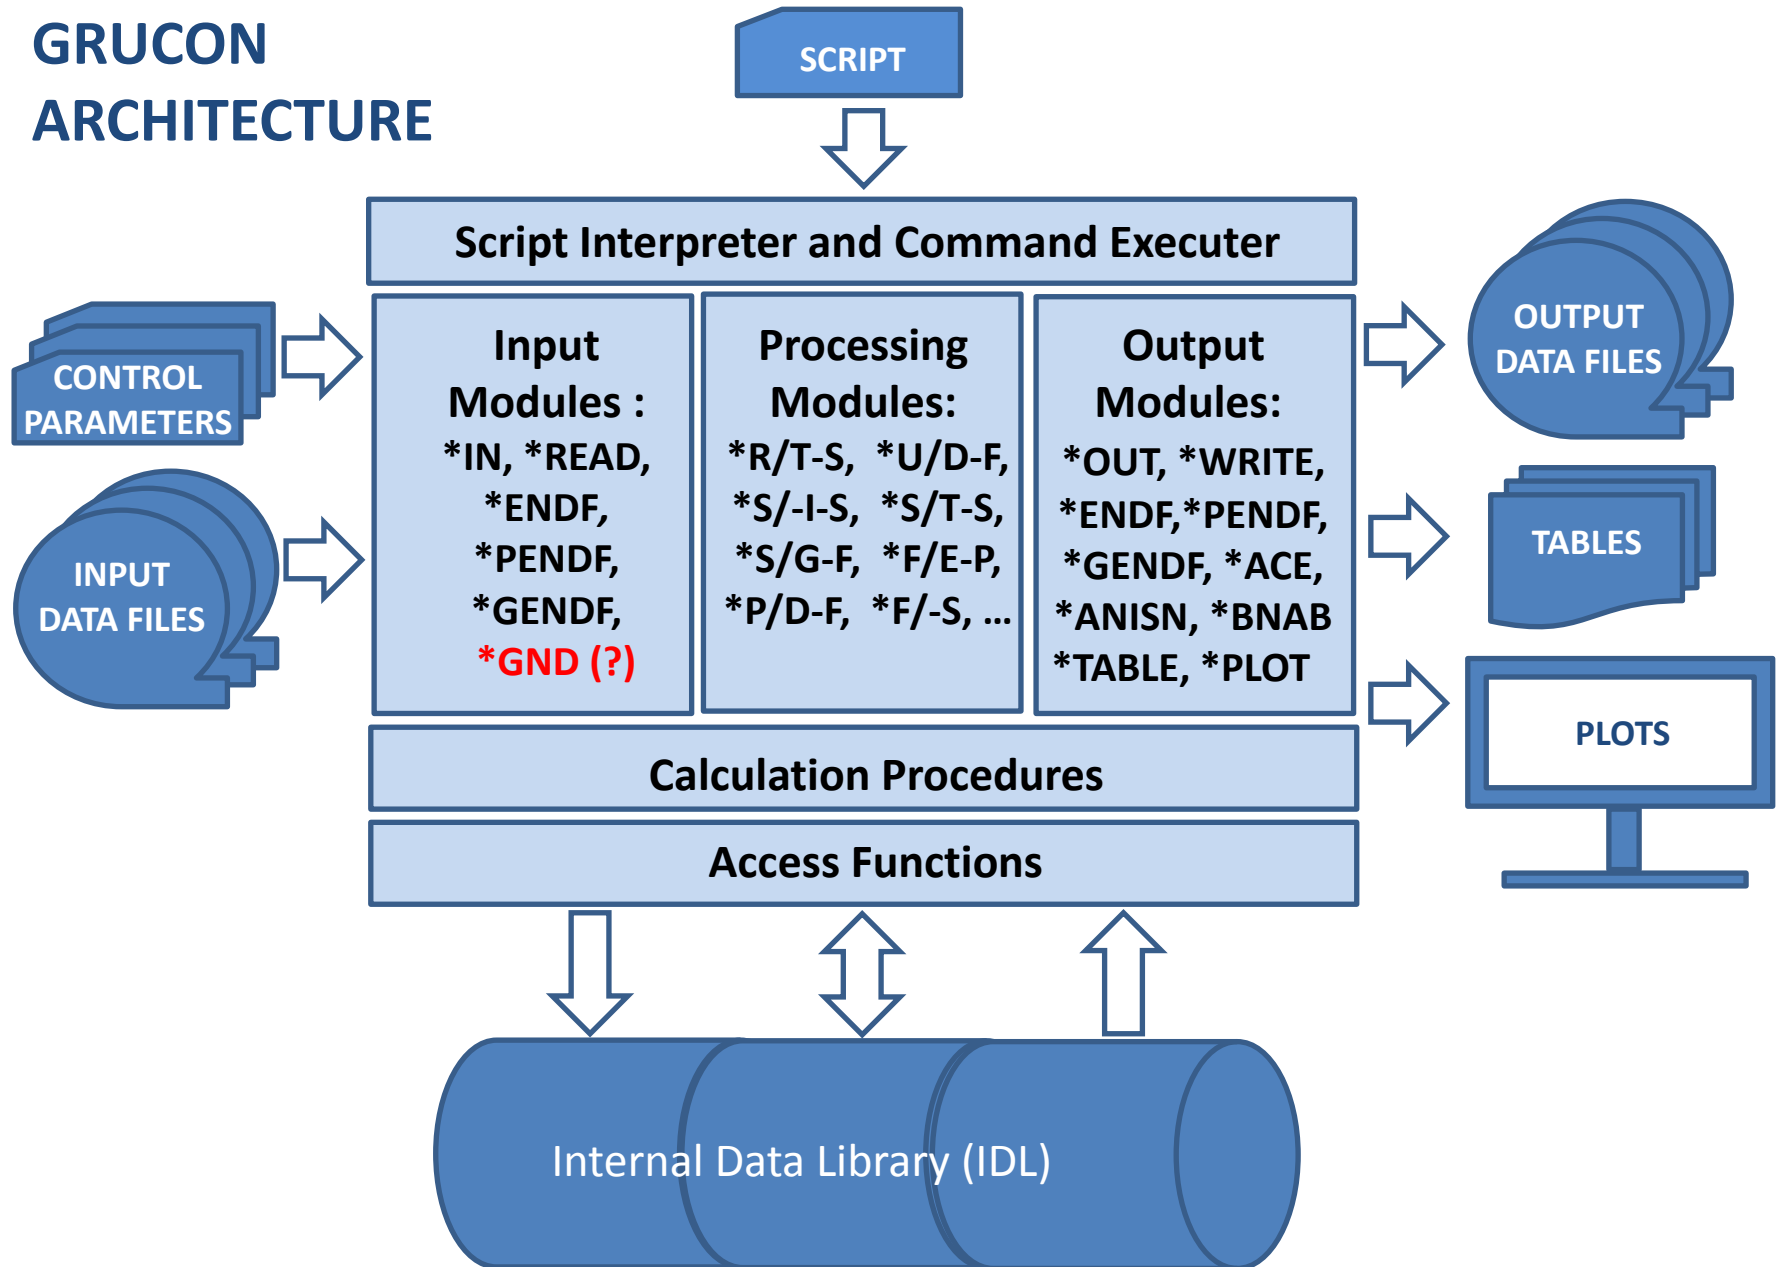 GRUCON
ARCHITECTURE
SCRIPT
Script Interpreter and Command Executer
CONTROL
PARAMETERS
INPUT
DATA FILES
Input
Modules :
*IN, *READ,
*ENDF,
*PENDF,
*GENDF,
*GND (?)
Processing
Modules:
*R/T-S, *U/D-F,
*S/-I-S, *S/T-S,
*S/G-F, *F/E-P,
*P/D-F, *F/-S, ...
Output
Modules:
*OUT, *WRITE,
*ENDF,*PENDF,
*GENDF, *ACE,
*ANISN, *BNAB
*TABLE, *PLOT
OUTPUT
DATA FILES
TABLES
PLOTS
Calculation Procedures
Access Functions
Internal Data Library (IDL)